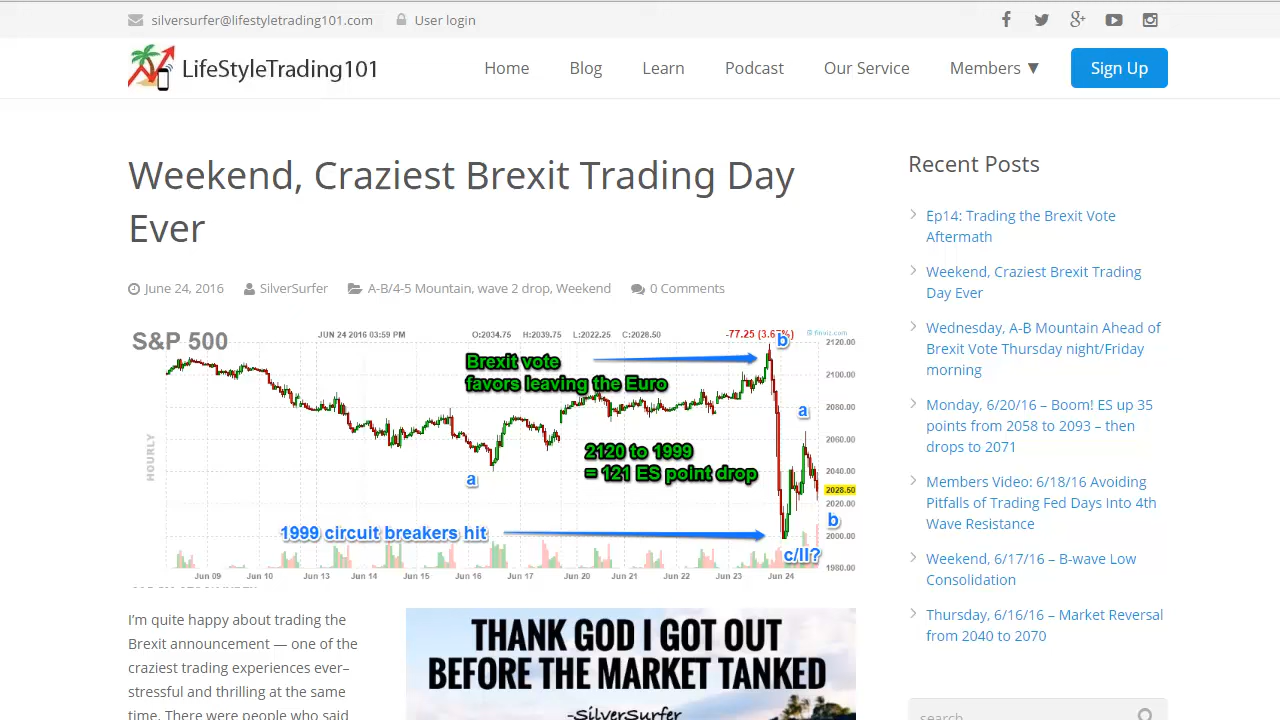 silversurfer@lifestyletrading101.com User login
LifeStyleTrading101
Home Blog Learn Podcast Our Service Members ▼ Sign Up
Weekend, Craziest Brexit Trading Day
Ever
June 24, 2016 SilverSurfer A-B/4-5 Mountain, wave 2 drop, Weekend 0 Comments
S&P 500
JUN 24 2016 03:59 PM O:2034.75 H:2039.75 L:2022.25 C:2028.50 -77.25 (3.67%) © finviz.com
b
2120.00
Brexit vote
favors leaving the Euro
2100.00
a
2080.00
2120 to 1999
= 121 ES point drop
2060.00
HOURLY
a
2040.00
2028.50
2020.00
b
1999 circuit breakers hit
2000.00
c/II?
1980.00
Jun 09 Jun 10 Jun 13 Jun 14 Jun 15 Jun 16 Jun 17 Jun 20 Jun 21 Jun 22 Jun 23 Jun 24
I'm quite happy about trading the
Brexit announcement — one of the
craziest trading experiences ever–
stressful and thrilling at the same
time. There were people who said
THANK GOD I GOT OUT
BEFORE THE MARKET TANKED
-SilverSurfer
Recent Posts
Ep14: Trading the Brexit Vote
Aftermath
Weekend, Craziest Brexit Trading
Day Ever
Wednesday, A-B Mountain Ahead of
Brexit Vote Thursday night/Friday
morning
Monday, 6/20/16 – Boom! ES up 35
points from 2058 to 2093 – then
drops to 2071
Members Video: 6/18/16 Avoiding
Pitfalls of Trading Fed Days Into 4th
Wave Resistance
Weekend, 6/17/16 – B-wave Low
Consolidation
Thursday, 6/16/16 – Market Reversal
from 2040 to 2070
search